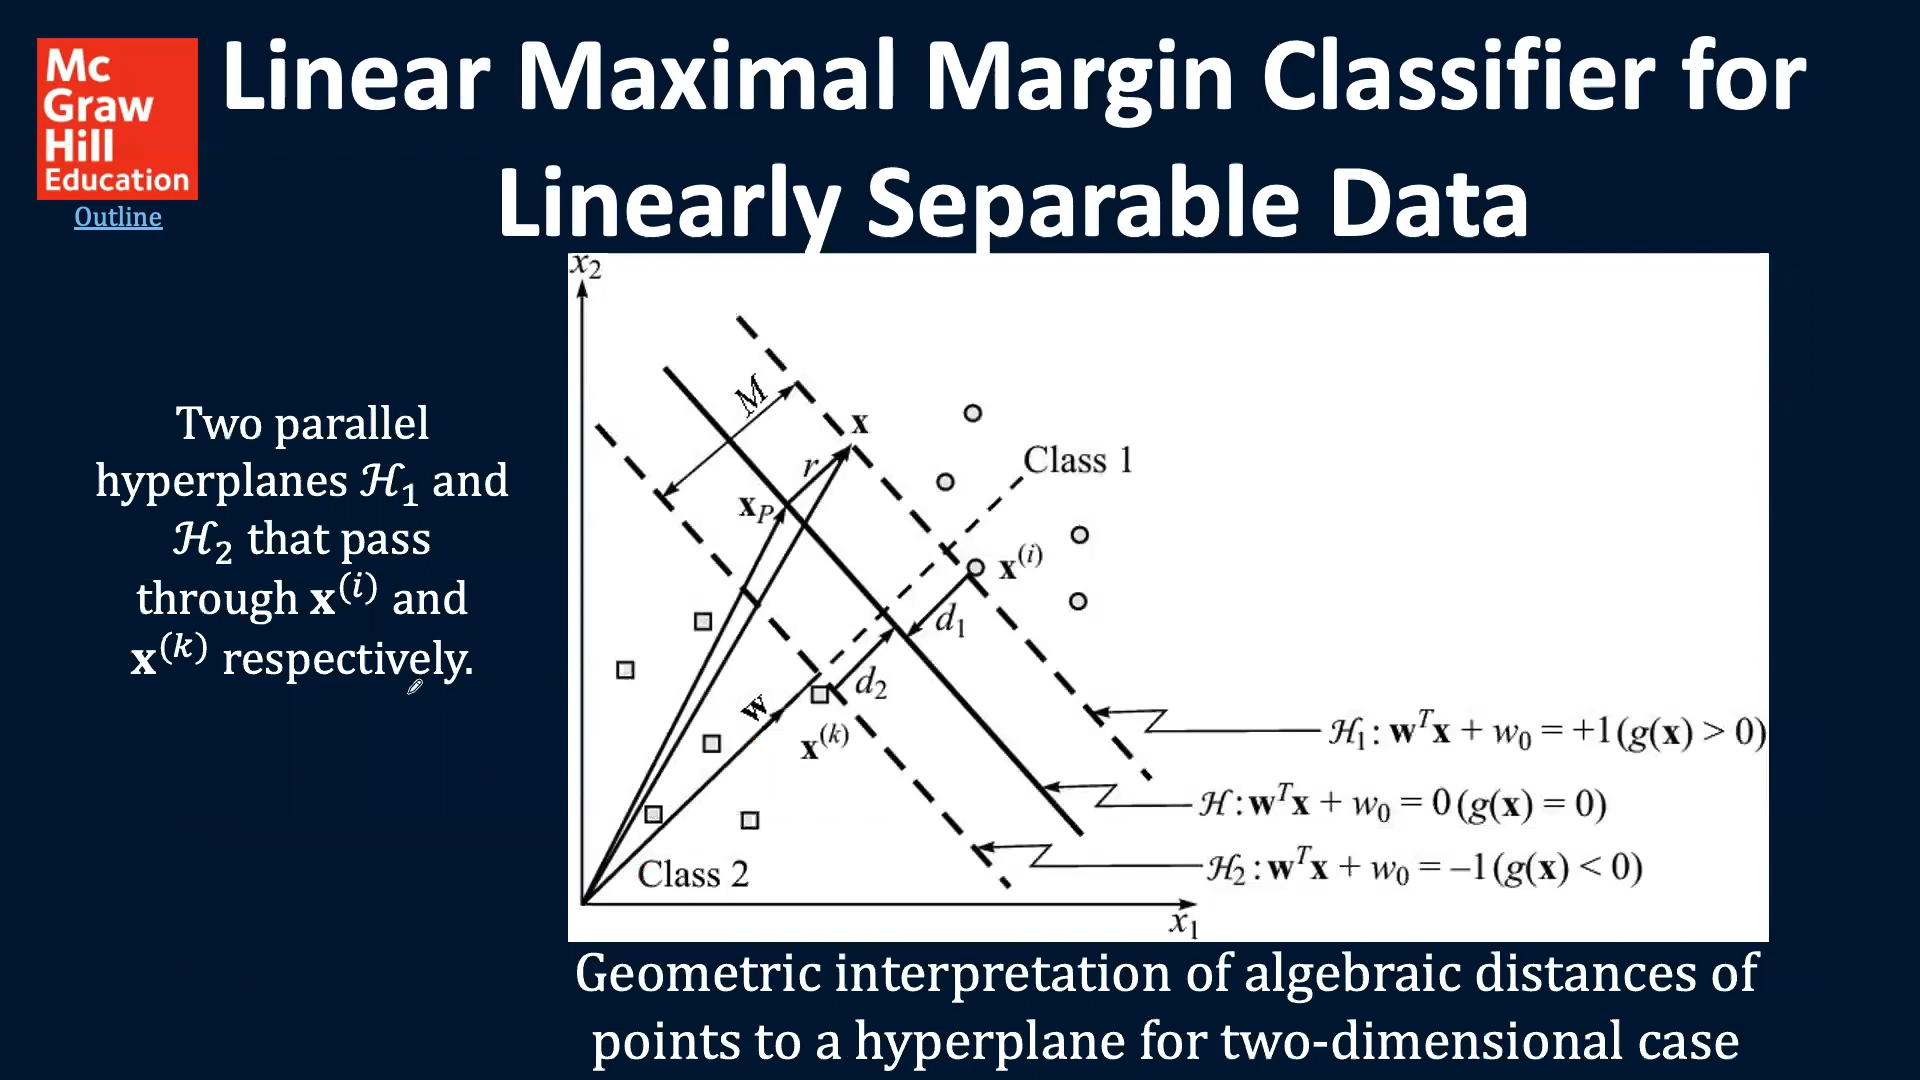 Mc
Graw
Hill
Education
Outline
Linear Maximal Margin Classifier for
Linearly Separable Data
Two parallel
hyperplanes ℋ₁ and
ℋ₂ that pass
through 𝐱⁽ⁱ⁾ and
𝐱⁽ᵏ⁾ respectively.
x₂
M
x
r
x_P
Class 1
x⁽ⁱ⁾
d₁
d₂
w
x⁽ᵏ⁾
ℋ₁: wᵀx + w₀ = +1(g(x) > 0)
ℋ: wᵀx + w₀ = 0(g(x) = 0)
ℋ₂: wᵀx + w₀ = –1(g(x) < 0)
Class 2
x₁
Geometric interpretation of algebraic distances of
points to a hyperplane for two-dimensional case